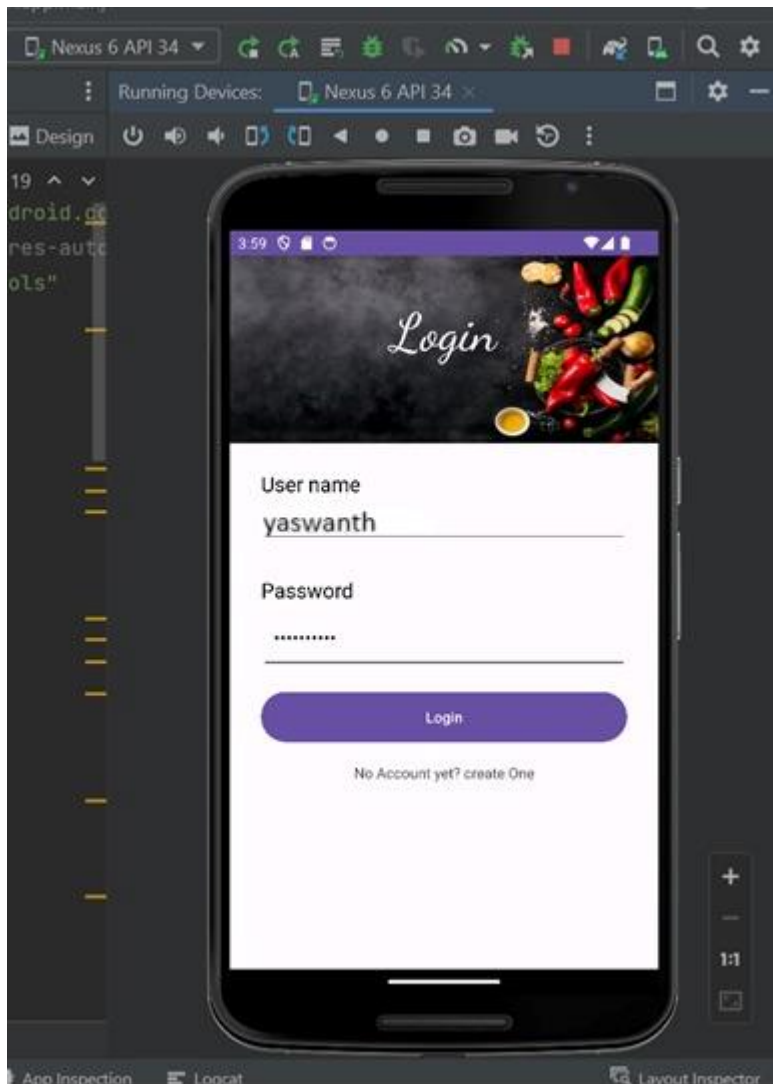 Nexus 6 API 34
Running Devices: Nexus 6 API 34
Design
19
droid.
res-auto
ols"
3:59
Login
User name
yaswanth
Password
••••••••••
Login
No Account yet? create One
1:1
App Inspection Logcat Layout Inspector